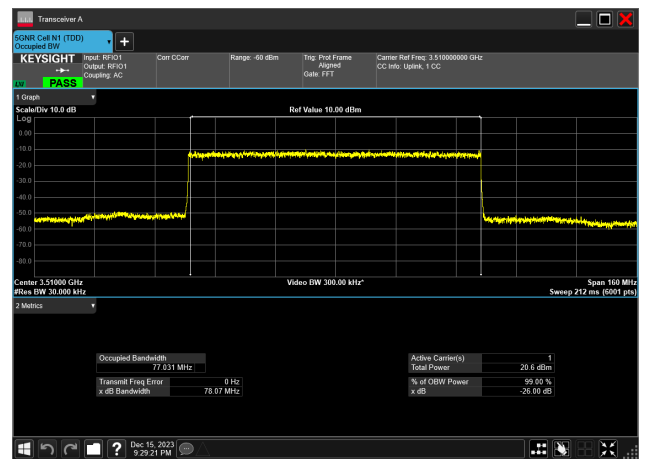 Transceiver A
5GNR Cell N1 (TDD)
Occupied BW
KEYSIGHT
PASS
Input: RFIO1
Output: RFIO1
Coupling: AC
Corr CCorr
Range: -60 dBm
Trig: Prot Frame
Aligned
Gate: FFT
Carrier Ref Freq: 3.510000000 GHz
CC Info: Uplink, 1 CC
1 Graph
Scale/Div 10.0 dB
Ref Value 10.00 dBm
Log
0.00
-10.0
-20.0
-30.0
-40.0
-50.0
-60.0
-70.0
-80.0
Center 3.51000 GHz
Video BW 300.00 kHz*
Span 160 MHz
#Res BW 30.000 kHz
Sweep 212 ms (6001 pts)
2 Metrics
Occupied Bandwidth
77.031 MHz
Active Carrier(s) 1
Total Power 20.6 dBm
Transmit Freq Error 0 Hz
x dB Bandwidth 78.07 MHz
% of OBW Power 99.00 %
x dB -26.00 dB
Dec 15, 2023
9:29:21 PM